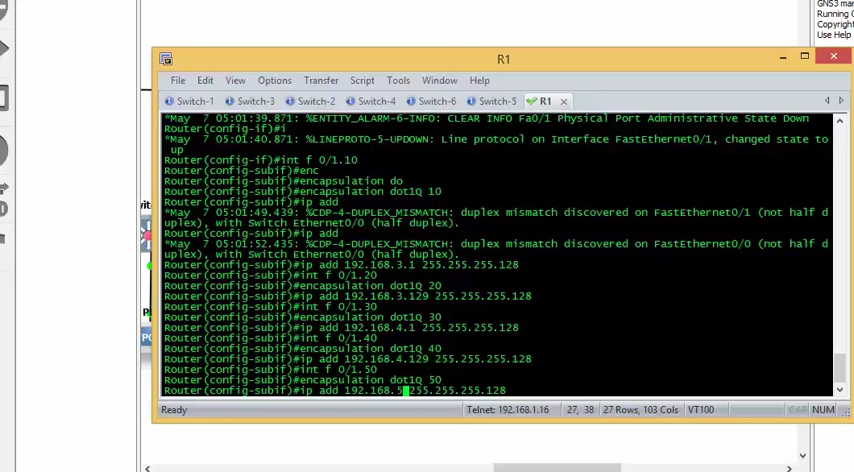 GNS3 mar
Running
Copyright
Use Help
R1
File Edit View Options Transfer Script Tools Window Help
Switch-1 Switch-3 Switch-2 Switch-4 Switch-6 Switch-5 R1
*May 7 05:01:39.871: %ENTITY_ALARM-6-INFO: CLEAR INFO Fa0/1 Physical Port Administrative State Down
Router(config-if)#i
*May 7 05:01:40.871: %LINEPROTO-5-UPDOWN: Line protocol on Interface FastEthernet0/1, changed state to
up
Router(config-if)#int f 0/1.10
Router(config-subif)#enc
Router(config-subif)#encapsulation do
Router(config-subif)#encapsulation dot1Q 10
Router(config-subif)#ip add
*May 7 05:01:49.439: %CDP-4-DUPLEX_MISMATCH: duplex mismatch discovered on FastEthernet0/1 (not half d
uplex), with Switch Ethernet0/0 (half duplex).
Router(config-subif)#ip add
*May 7 05:01:52.435: %CDP-4-DUPLEX_MISMATCH: duplex mismatch discovered on FastEthernet0/0 (not half d
uplex), with Switch Ethernet0/0 (half duplex).
Router(config-subif)#ip add 192.168.3.1 255.255.255.128
Router(config-subif)#int f 0/1.20
Router(config-subif)#encapsulation dot1Q 20
Router(config-subif)#ip add 192.168.3.129 255.255.255.128
Router(config-subif)#int f 0/1.30
Router(config-subif)#encapsulation dot1Q 30
Router(config-subif)#ip add 192.168.4.1 255.255.255.128
Router(config-subif)#int f 0/1.40
Router(config-subif)#encapsulation dot1Q 40
Router(config-subif)#ip add 192.168.4.129 255.255.255.128
Router(config-subif)#int f 0/1.50
Router(config-subif)#encapsulation dot1Q 50
Router(config-subif)#ip add 192.168.5 255.255.255.128
Ready Telnet: 192.168.1.16 27, 38 27 Rows, 103 Cols VT100 CAP NUM